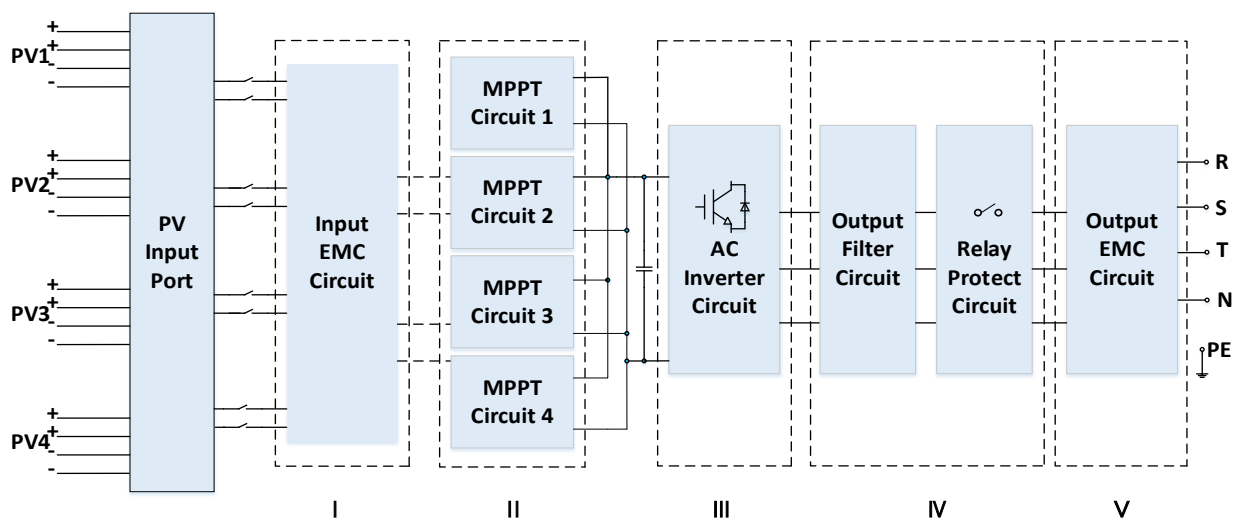 +
PV1
+
-
-
+
PV2
+
-
-
+
PV3
+
-
-
+
PV4
+
-
-
PV
Input
Port
Input
EMC
Circuit
MPPT
Circuit 1
MPPT
Circuit 2
MPPT
Circuit 3
MPPT
Circuit 4
AC
Inverter
Circuit
Output
Filter
Circuit
Relay
Protect
Circuit
Output
EMC
Circuit
R
S
T
N
PE
I
II
III
IV
V